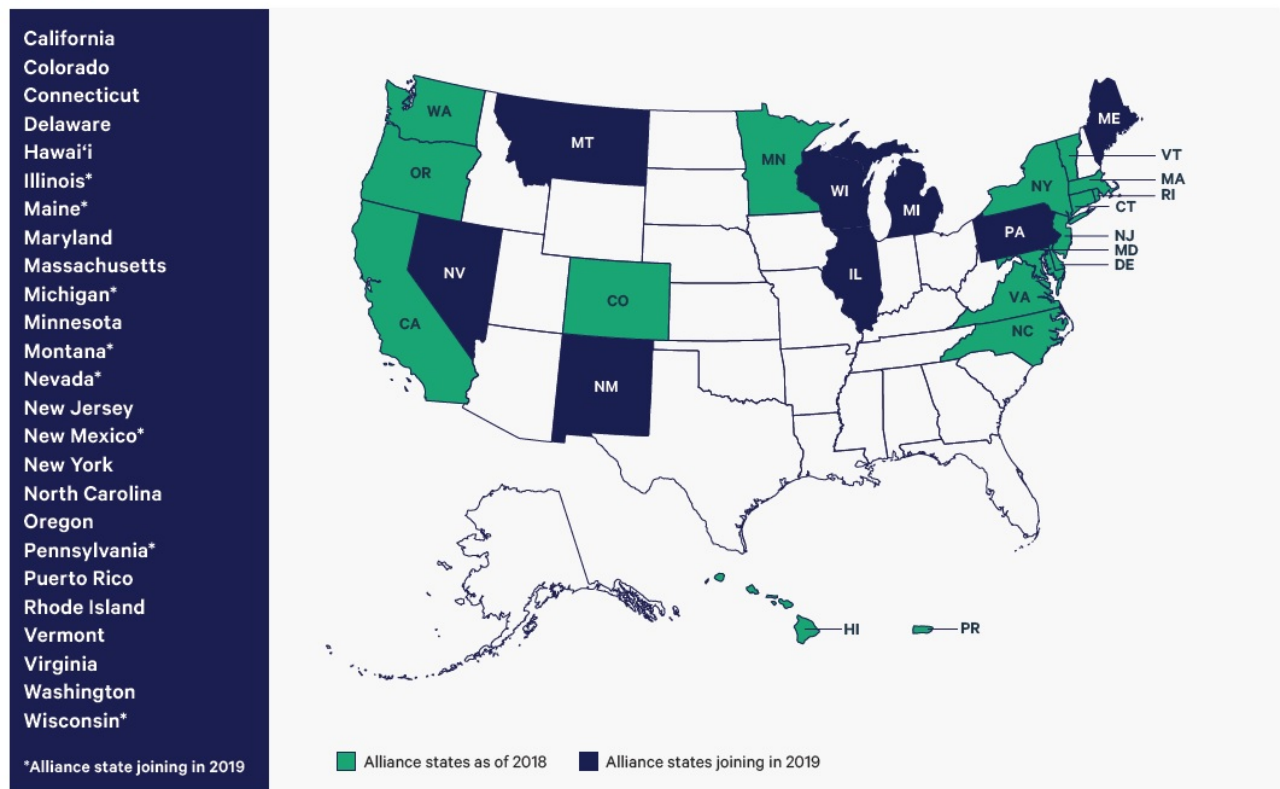 California
Colorado
Connecticut
Delaware
Hawaiʻi
Illinois*
Maine*
Maryland
Massachusetts
Michigan*
Minnesota
Montana*
Nevada*
New Jersey
New Mexico*
New York
North Carolina
Oregon
Pennsylvania*
Puerto Rico
Rhode Island
Vermont
Virginia
Washington
Wisconsin*
*Alliance state joining in 2019
WA
MT
ME
OR
MN
WI
MI
NY
VT
MA
RI
CT
PA
NJ
MD
DE
NV
CO
IL
VA
CA
NC
NM
HI
PR
Alliance states as of 2018
Alliance states joining in 2019